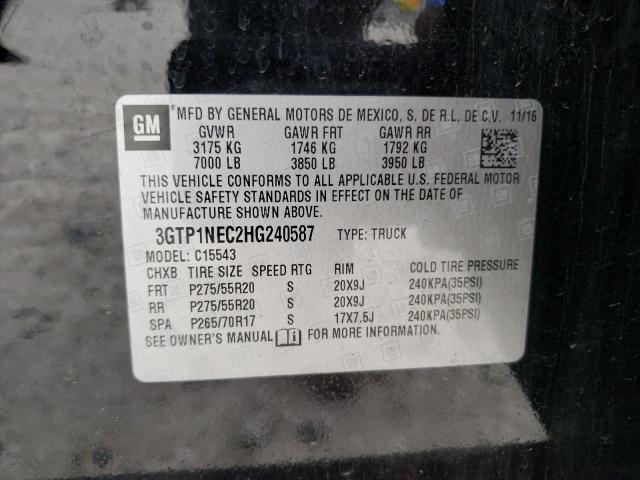 GM
*MFD BY GENERAL MOTORS DE MEXICO, S. DE R.L. DE C.V. 11/16
GVWR GAWR FRT GAWR RR
3175 KG 1746 KG 1792 KG
7000 LB 3850 LB 3950 LB
THIS VEHICLE CONFORMS TO ALL APPLICABLE U.S. FEDERAL MOTOR
VEHICLE SAFETY STANDARDS IN EFFECT ON THE DATE OF
MANUFACTURE SHOWN ABOVE.
3GTP1NEC2HG240587 TYPE: TRUCK
MODEL: C15543
CHXB TIRE SIZE SPEED RTG RIM COLD TIRE PRESSURE
FRT P275/55R20 S 20X9J 240KPA(35PSI)
RR P275/55R20 S 20X9J 240KPA(35PSI)
SPA P265/70R17 S 17X7.5J 240KPA(35PSI)
SEE OWNER'S MANUAL FOR MORE INFORMATION.